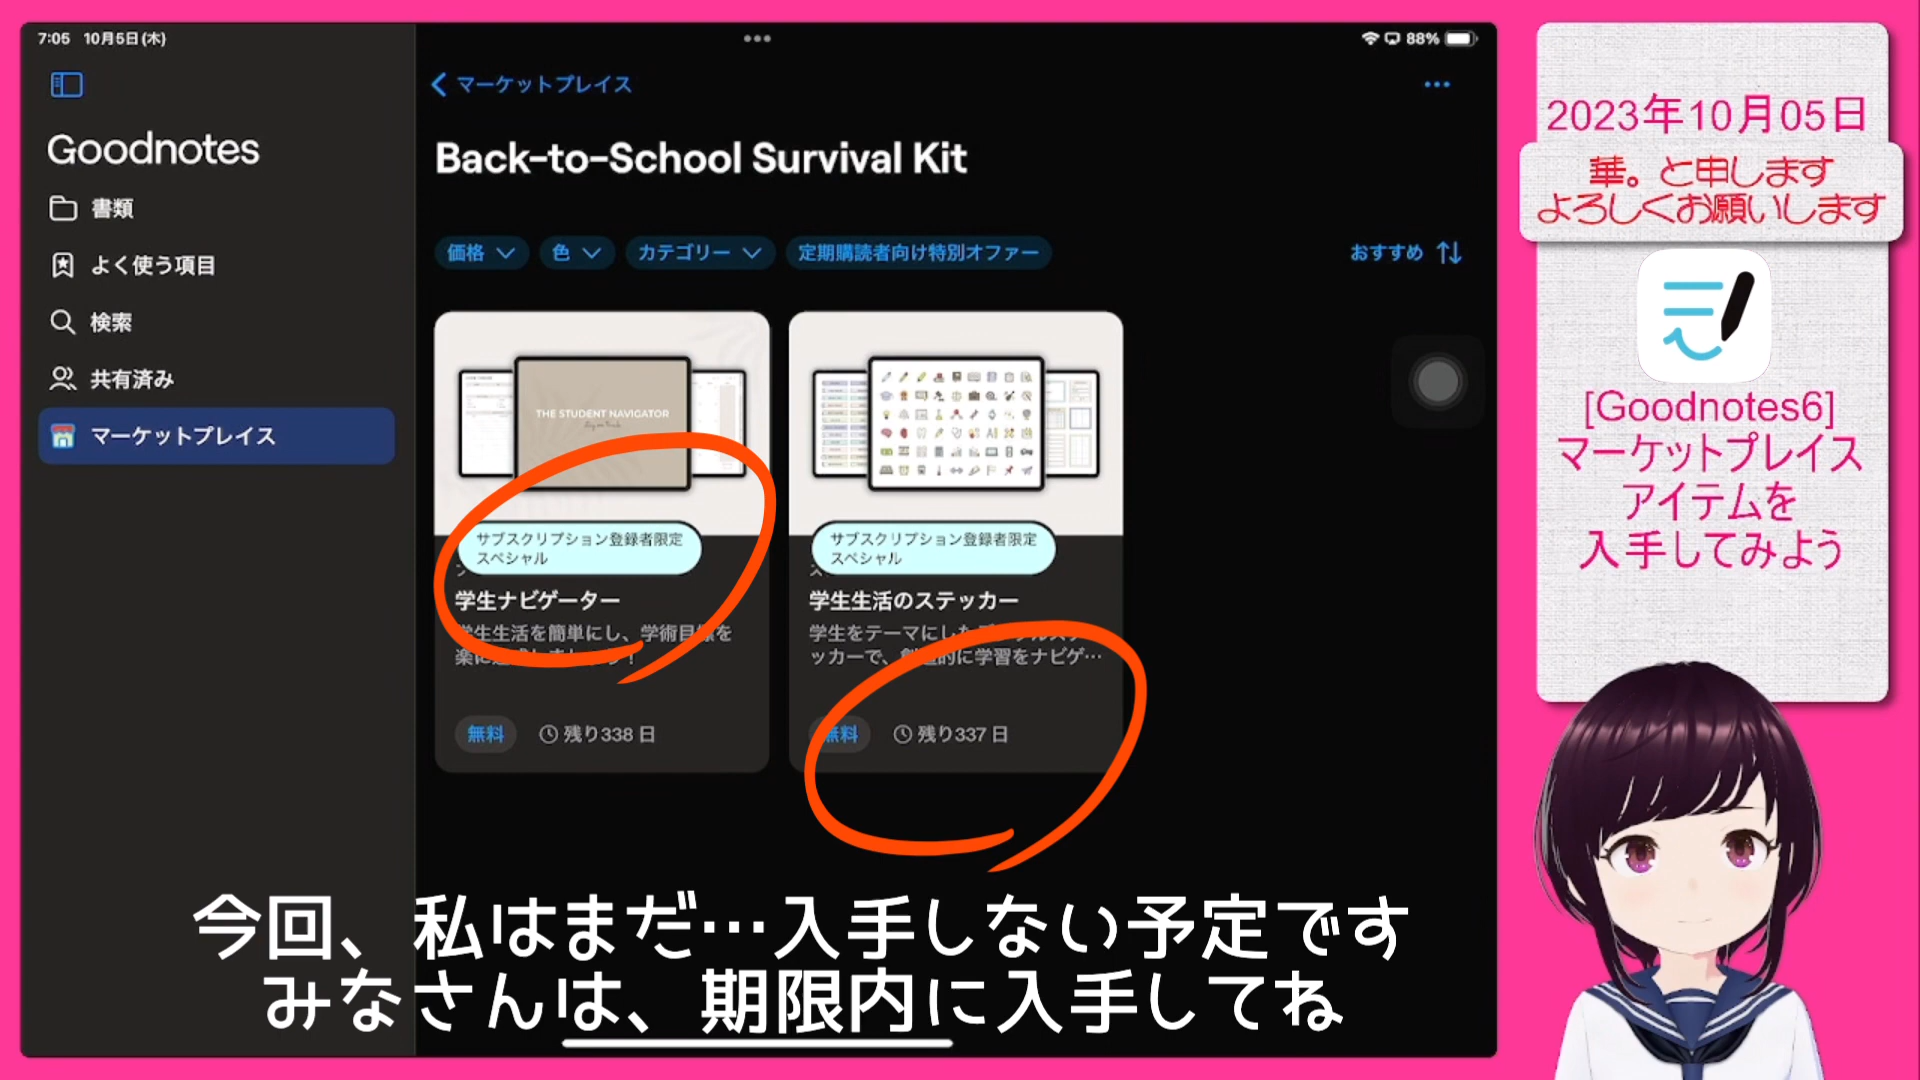 7:05 10月5日(木)
88%
Goodnotes
書類
よく使う項目
検索
共有済み
マーケットプレイス
マーケットプレイス
Back-to-School Survival Kit
価格
色
カテゴリー
定期購読者向け特別オファー
おすすめ
THE STUDENT NAVIGATOR
サブスクリプション登録者限定
スペシャル
学生ナビゲーター
学生生活を簡単にし、学術目標を
無料
残り338 日
サブスクリプション登録者限定
スペシャル
学生生活のステッカー
学生をテーマにしたデジタルステ
ッカーで、創造的に学習をナビゲ…
無料
残り337 日
今回、私はまだ…入手しない予定です
みなさんは、期限内に入手してね
2023年10月05日
華。と申します
よろしくお願いします
[Goodnotes6]
マーケットプレイス
アイテムを
入手してみよう